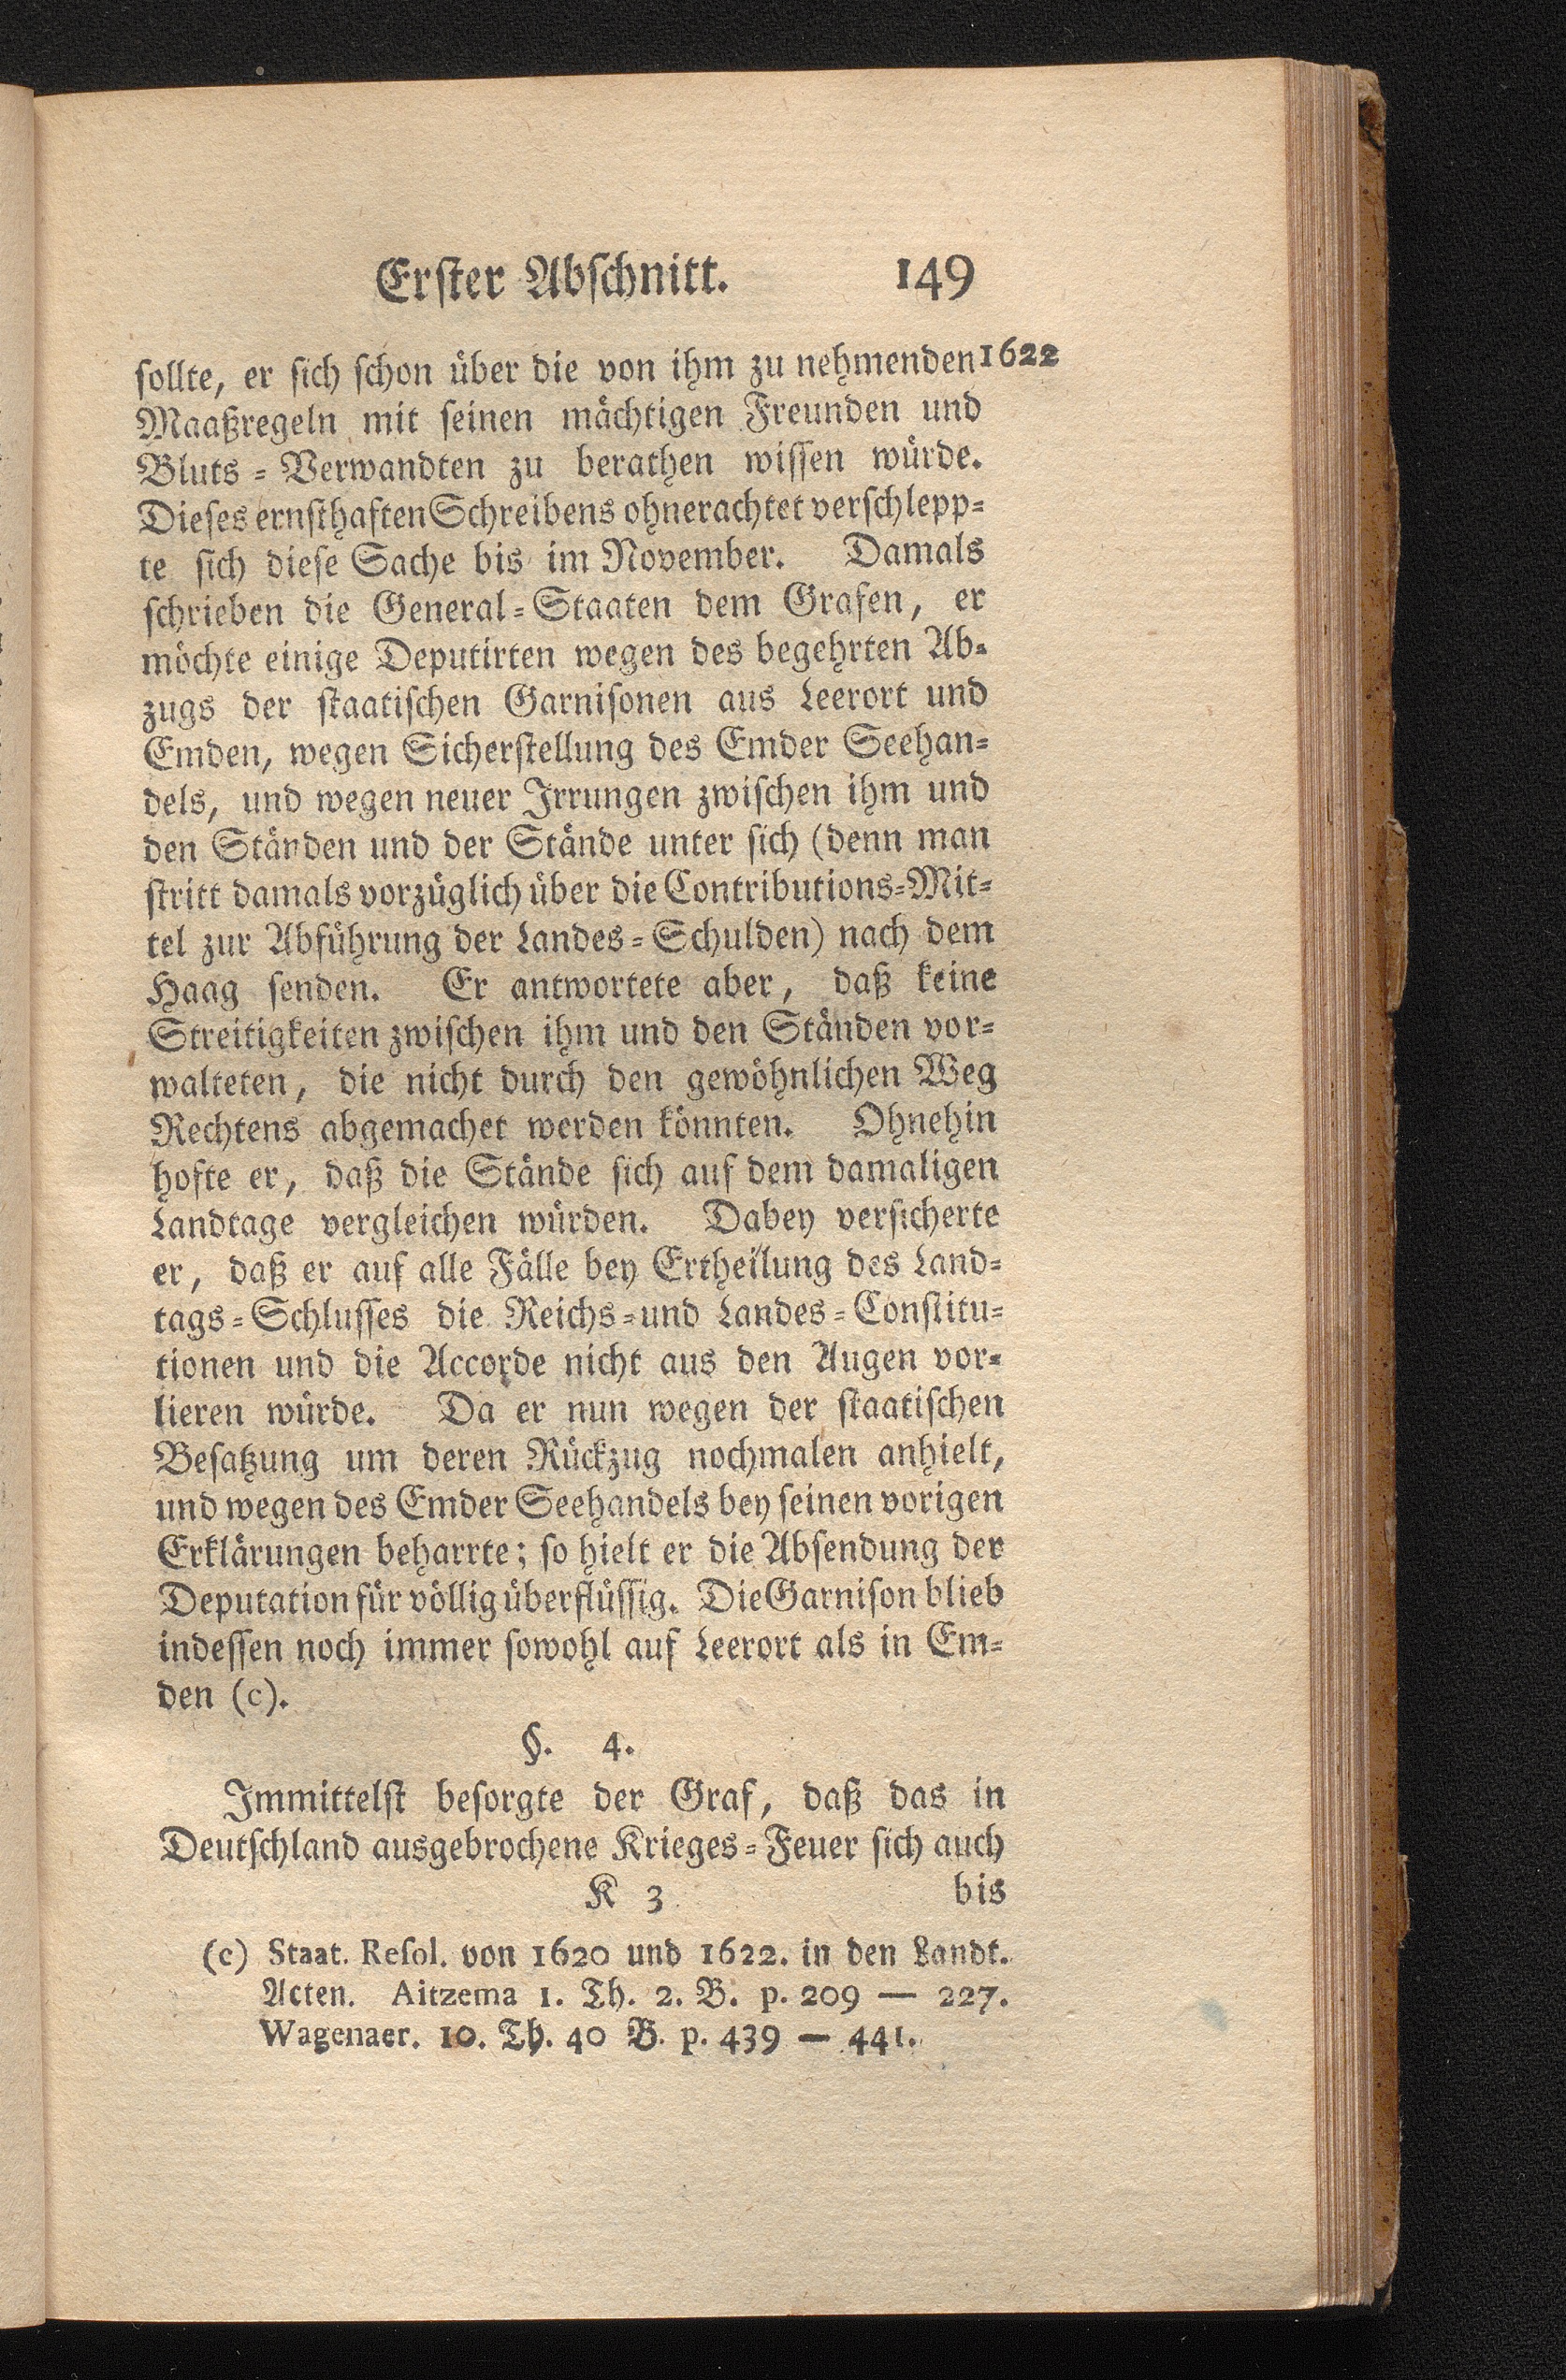 Erſter Abſchnitt. 149
ſollte, er ſich ſchon über die von ihm zu nehmenden 1622
Maaßregeln mit ſeinen mächtigen Freunden und
Bluts-Verwandten zu berathen wiſſen würde.
Dieſes ernſthaften Schreibens ohnerachtet verſchlepp-
te ſich dieſe Sache bis im November. Damals
ſchrieben die General-Staaten dem Grafen, er
möchte einige Deputirten wegen des begehrten Ab-
zugs der ſtaatiſchen Garniſonen aus Leerort und
Emden, wegen Sicherſtellung des Emder Seehan-
dels, und wegen neuer Irrungen zwiſchen ihm und
den Ständen und der Stände unter ſich (denn man
ſtritt damals vorzüglich über die Contributions-Mit-
tel zur Abführung der Landes-Schulden) nach dem
Haag ſenden. Er antwortete aber, daß keine
Streitigkeiten zwiſchen ihm und den Ständen vor-
walteten, die nicht durch den gewöhnlichen Weg
Rechtens abgemachet werden könnten. Ohnehin
hofte er, daß die Stände ſich auf dem damaligen
Landtage vergleichen würden. Dabey verſicherte
er, daß er auf alle Fälle bey Ertheilung des Land-
tags-Schluſſes die Reichs-und Landes-Conſtitu-
tionen und die Accorde nicht aus den Augen vor-
lieren würde. Da er nun wegen der ſtaatiſchen
Beſatzung um deren Rückzug nochmalen anhielt,
und wegen des Emder Seehandels bey ſeinen vorigen
Erklärungen beharrte; ſo hielt er die Abſendung der
Deputation für völlig überflüſſig. Die Garniſon blieb
indeſſen noch immer ſowohl auf Leerort als in Em-
den (c).
§. 4.
Immittelſt beſorgte der Graf, daß das in
Deutſchland ausgebrochene Krieges-Feuer ſich auch
K 3 bis
(c) Staat. Reſol. von 1620 und 1622. in den Landt.
Acten. Aitzema 1. Th. 2. B. p. 209 — 227.
Wagenaer. 10. Th. 40 B. p. 439 — 441.